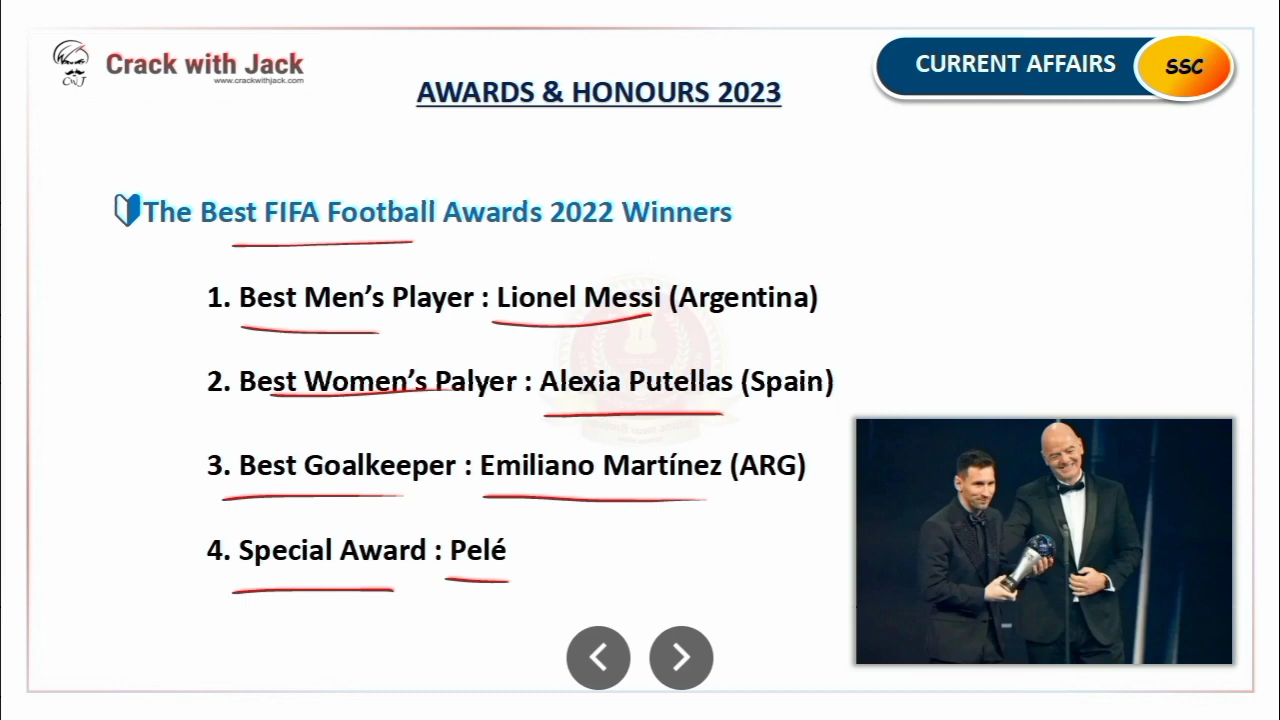 Crack with Jack
www.crackwithjack.com
CWJ
CURRENT AFFAIRS
SSC
AWARDS & HONOURS 2023
The Best FIFA Football Awards 2022 Winners
1. Best Men’s Player : Lionel Messi (Argentina)
2. Best Women’s Palyer : Alexia Putellas (Spain)
3. Best Goalkeeper : Emiliano Martínez (ARG)
4. Special Award : Pelé